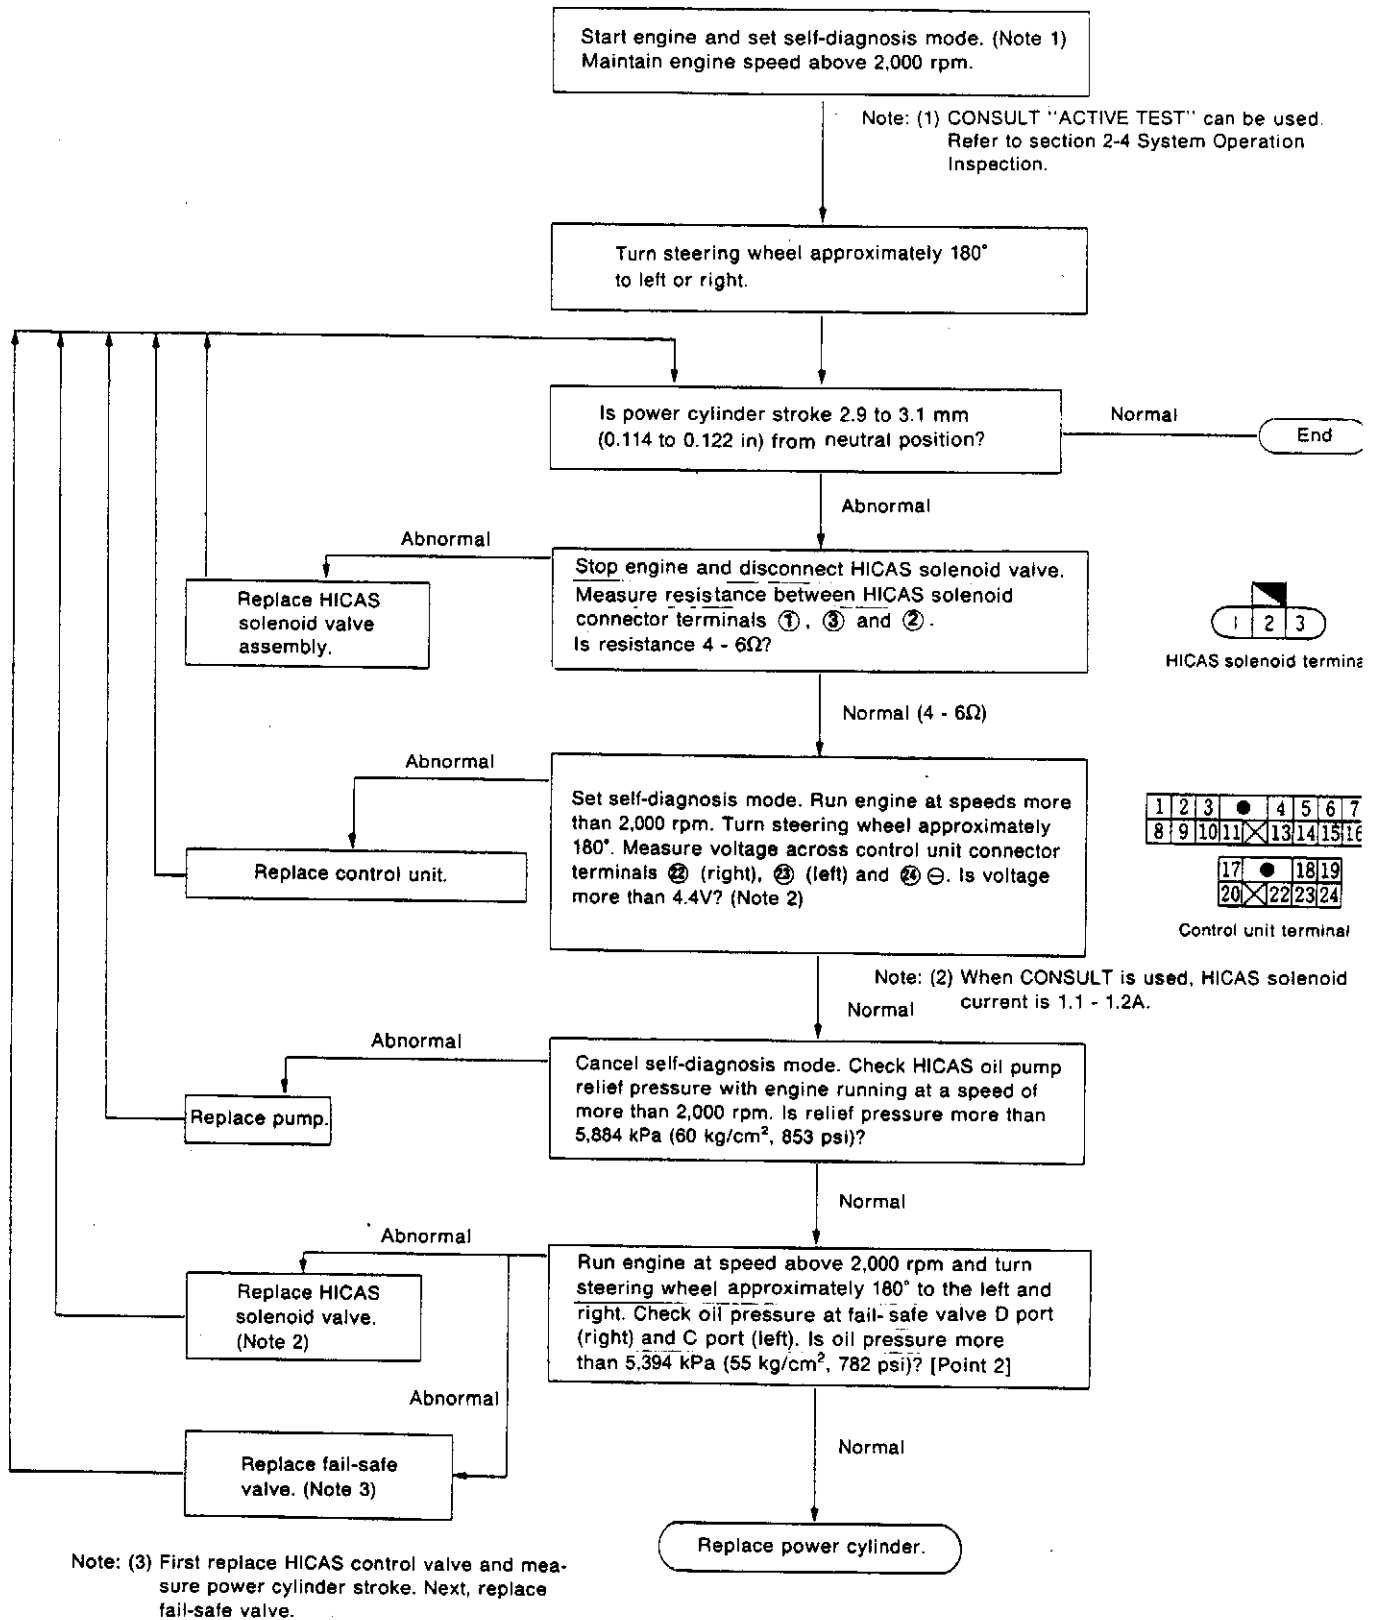 Start engine and set self-diagnosis mode. (Note 1)
Maintain engine speed above 2,000 rpm.
Note: (1) CONSULT "ACTIVE TEST" can be used.
Refer to section 2-4 System Operation
Inspection.
Turn steering wheel approximately 180°
to left or right.
Is power cylinder stroke 2.9 to 3.1 mm
(0.114 to 0.122 in) from neutral position?
Normal
End
Abnormal
Abnormal
Stop engine and disconnect HICAS solenoid valve.
Measure resistance between HICAS solenoid
connector terminals ①, ③ and ②.
Is resistance 4 - 6Ω?
Replace HICAS
solenoid valve
assembly.
1 2 3
HICAS solenoid termina
Normal (4 - 6Ω)
Abnormal
Set self-diagnosis mode. Run engine at speeds more
than 2,000 rpm. Turn steering wheel approximately
180°. Measure voltage across control unit connector
terminals ㉒ (right), ㉓ (left) and ㉔ ⊖. Is voltage
more than 4.4V? (Note 2)
Replace control unit.
1 2 3 4 5 6 7
8 9 10 11 13 14 15 16
17 18 19
20 22 23 24
Control unit terminal
Note: (2) When CONSULT is used, HICAS solenoid
current is 1.1 - 1.2A.
Normal
Abnormal
Cancel self-diagnosis mode. Check HICAS oil pump
relief pressure with engine running at a speed of
more than 2,000 rpm. Is relief pressure more than
5,884 kPa (60 kg/cm², 853 psi)?
Replace pump.
Normal
Abnormal
Run engine at speed above 2,000 rpm and turn
steering wheel approximately 180° to the left and
right. Check oil pressure at fail-safe valve D port
(right) and C port (left). Is oil pressure more
than 5,394 kPa (55 kg/cm², 782 psi)? [Point 2]
Replace HICAS
solenoid valve.
(Note 2)
Abnormal
Normal
Replace fail-safe
valve. (Note 3)
Replace power cylinder.
Note: (3) First replace HICAS control valve and mea-
sure power cylinder stroke. Next, replace
fail-safe valve.